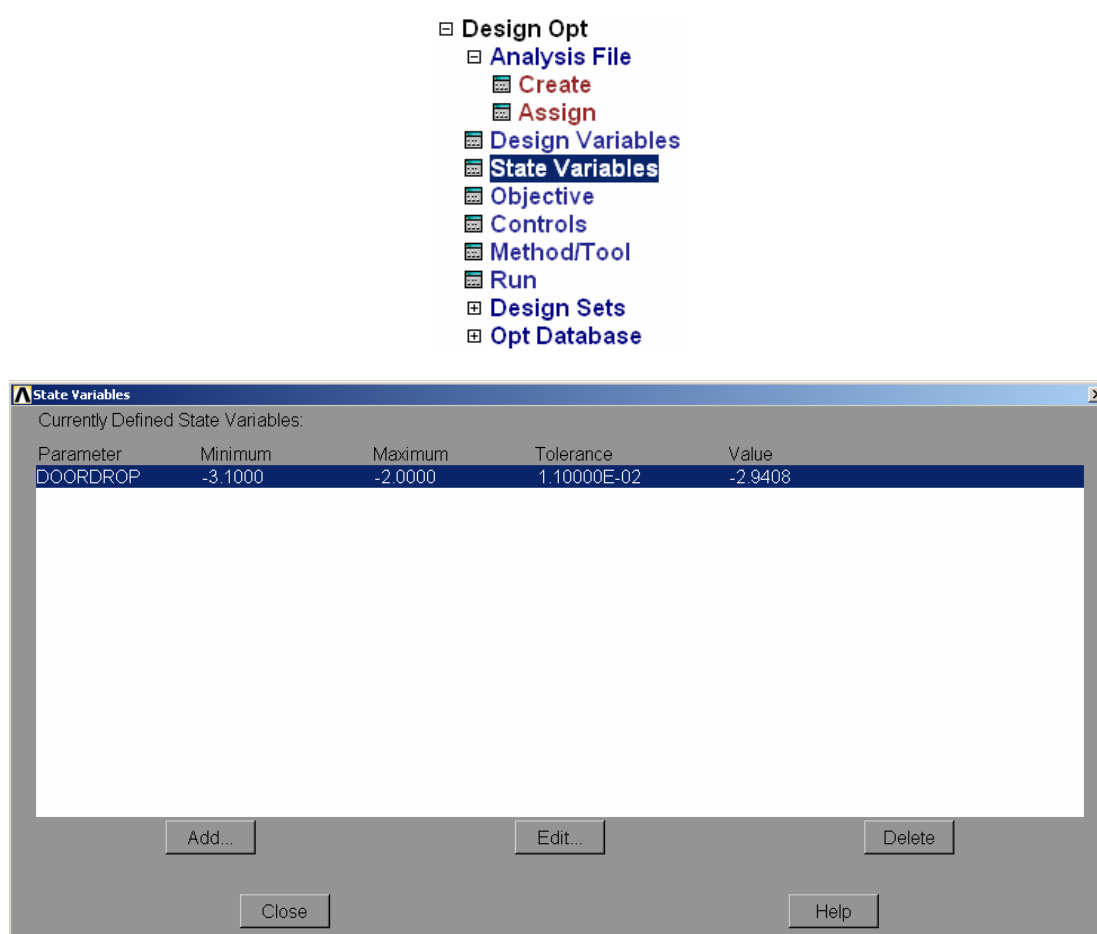 Design Opt
Analysis File
Create
Assign
Design Variables
State Variables
Objective
Controls
Method/Tool
Run
Design Sets
Opt Database
State Variables
Currently Defined State Variables:
Parameter Minimum Maximum Tolerance Value
DOORDROP -3.1000 -2.0000 1.10000E-02 -2.9408
Add... Edit... Delete
Close Help